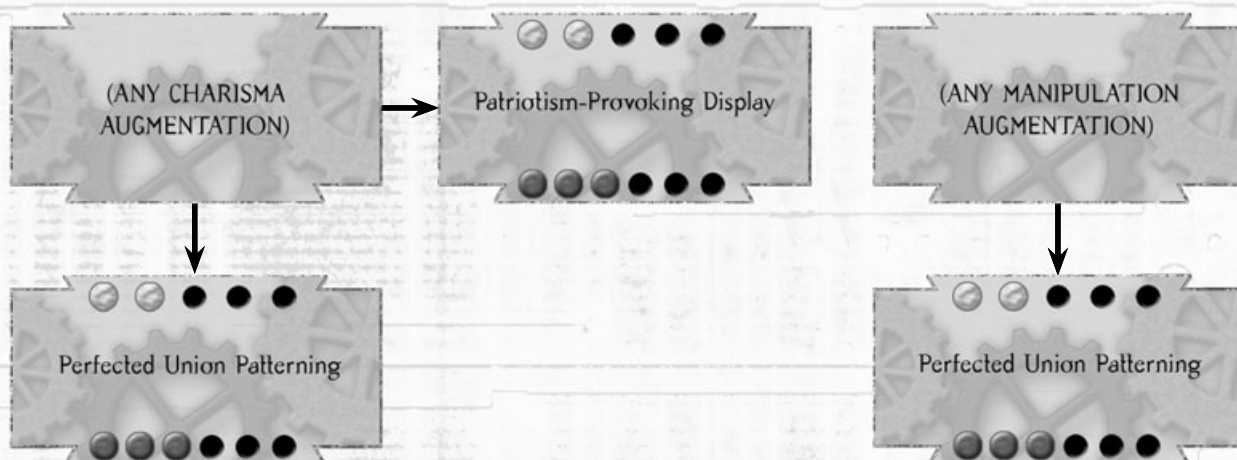 (ANY CHARISMA
AUGMENTATION)
Patriotism-Provoking Display
(ANY MANIPULATION
AUGMENTATION)
Perfected Union Patterning
Perfected Union Patterning